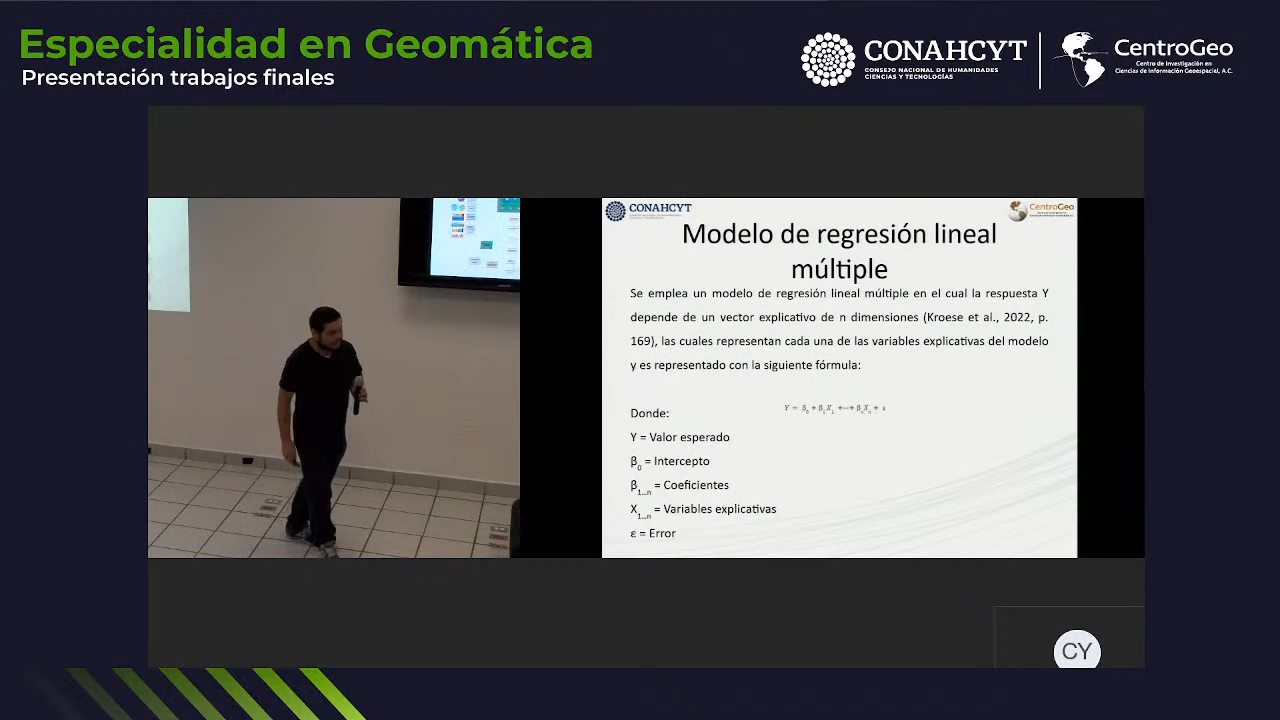 Especialidad en Geomática
Presentación trabajos finales
CONAHCYT
CONSEJO NACIONAL DE HUMANIDADES
CIENCIAS Y TECNOLOGÍAS
CentroGeo
Centro de Investigación en
Ciencias de Información Geoespacial, A.C.
CONAHCYT
CentroGeo
Modelo de regresión lineal
múltiple
Se emplea un modelo de regresión lineal múltiple en el cual la respuesta Y
depende de un vector explicativo de n dimensiones (Kroese et al., 2022, p.
169), las cuales representan cada una de las variables explicativas del modelo
y es representado con la siguiente fórmula:
Y = β0 + β1X1 +⋯+ βnXn + ε
Donde:
Y = Valor esperado
β0 = Intercepto
β1...n = Coeficientes
X1...n = Variables explicativas
ε = Error
CY